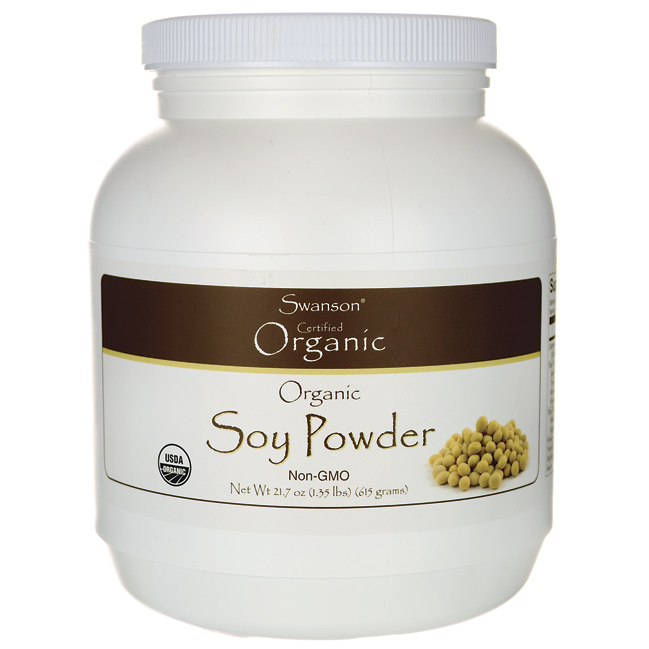 Swanson®
Certified
Organic
Organic
Soy Powder
USDA
ORGANIC
Non-GMO
Net Wt 21.7 oz (1.35 lbs) (615 grams)